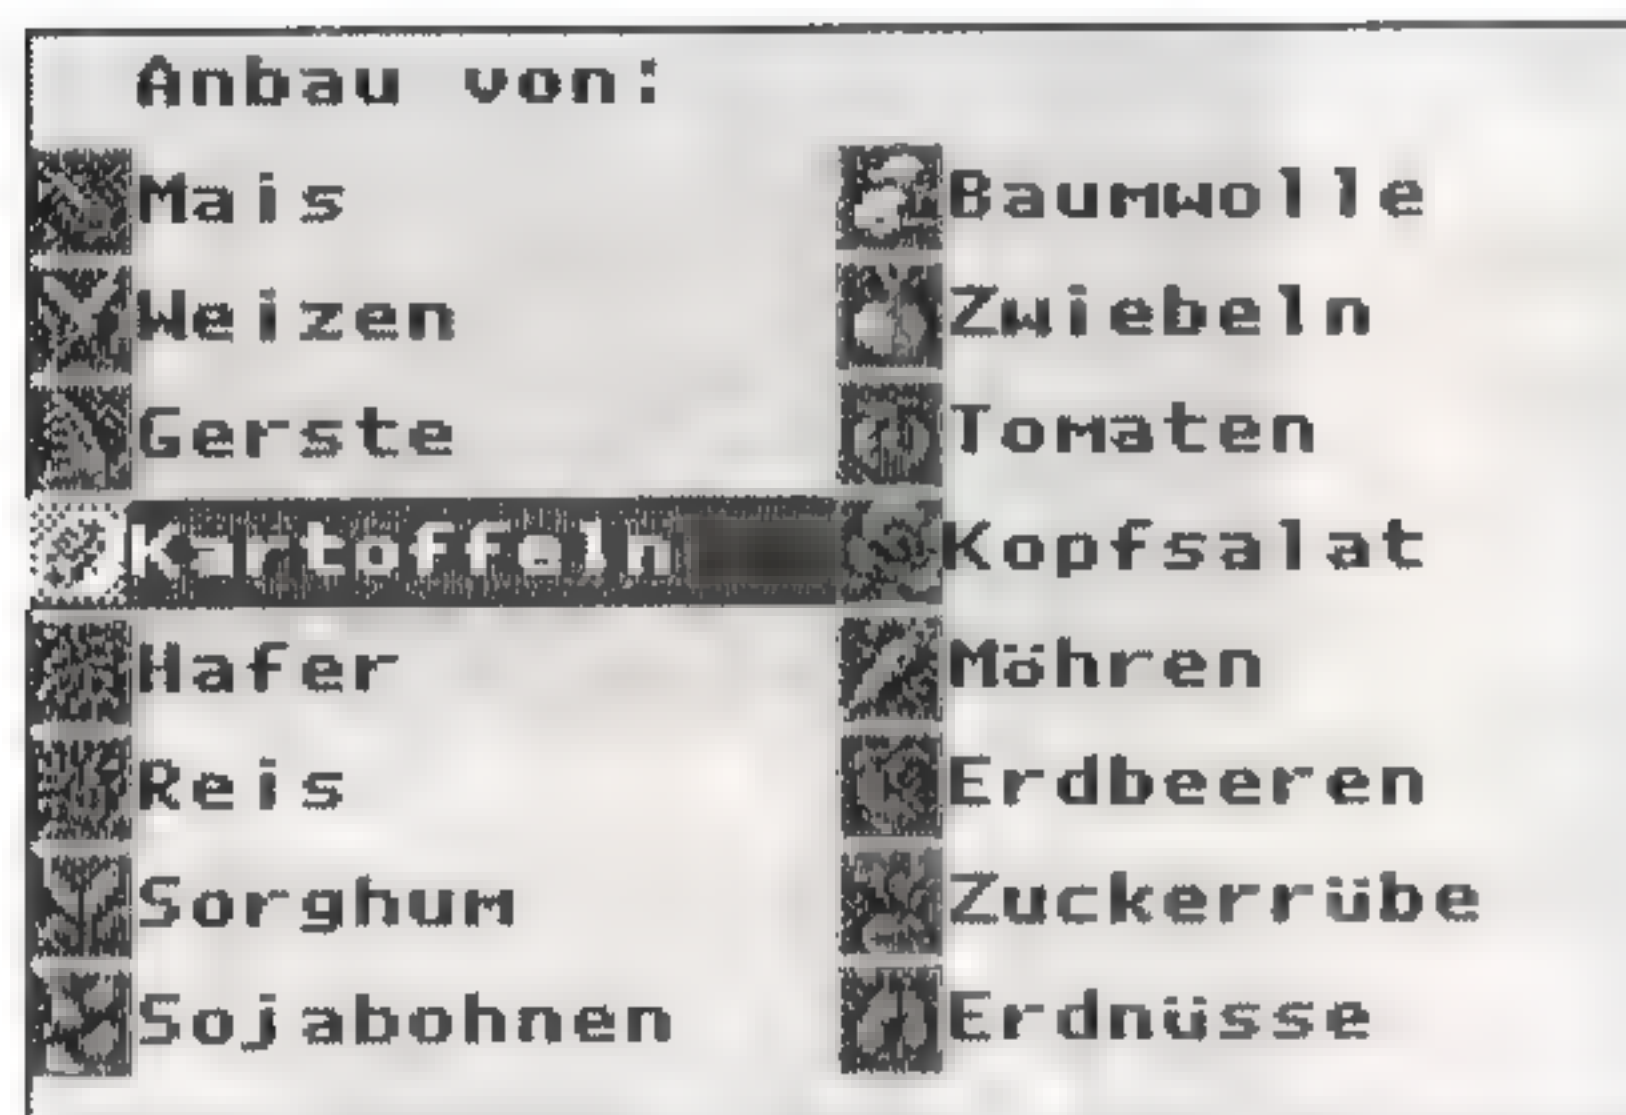 Anbau von:
Mais
Weizen
Gerste
Kartoffeln
Hafer
Reis
Sorghum
Sojabohnen
Baumwolle
Zwiebeln
Tomaten
Kopfsalat
Möhren
Erdbeeren
Zuckerrübe
Erdnüsse